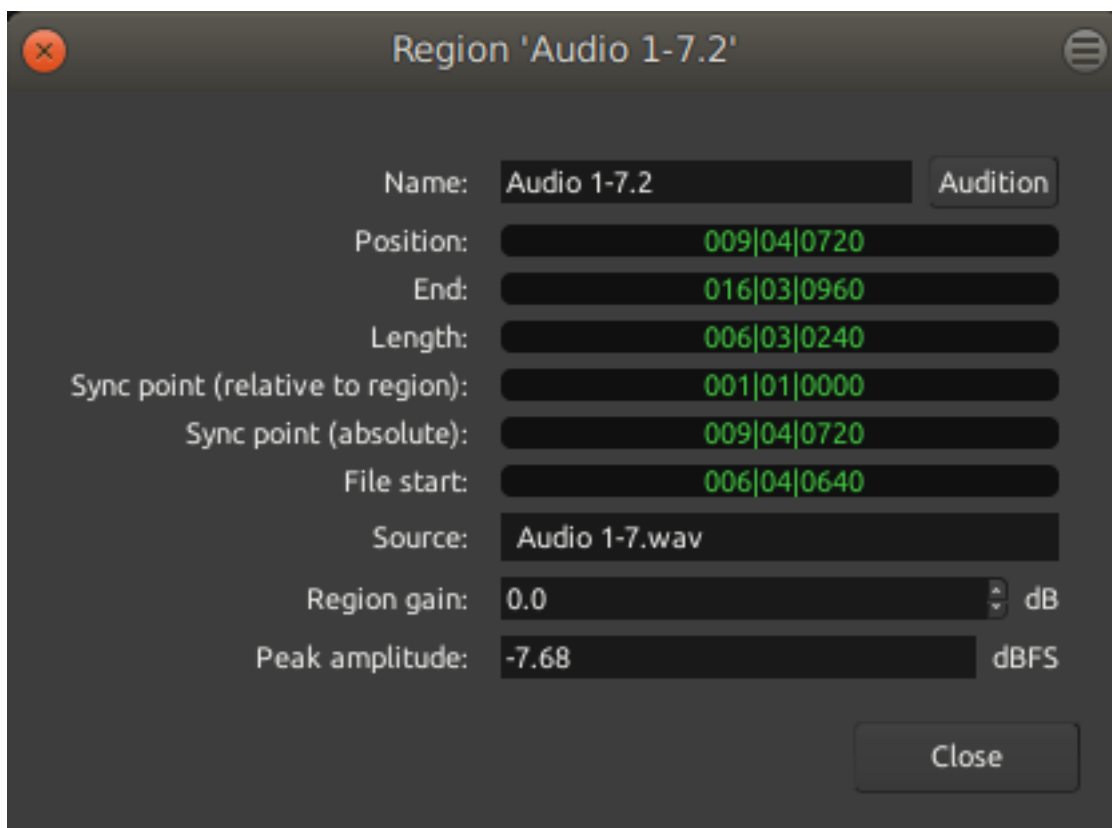 Region 'Audio 1-7.2'
Name: Audio 1-7.2 Audition
Position: 009|04|0720
End: 016|03|0960
Length: 006|03|0240
Sync point (relative to region): 001|01|0000
Sync point (absolute): 009|04|0720
File start: 006|04|0640
Source: Audio 1-7.wav
Region gain: 0.0 dB
Peak amplitude: -7.68 dBFS
Close